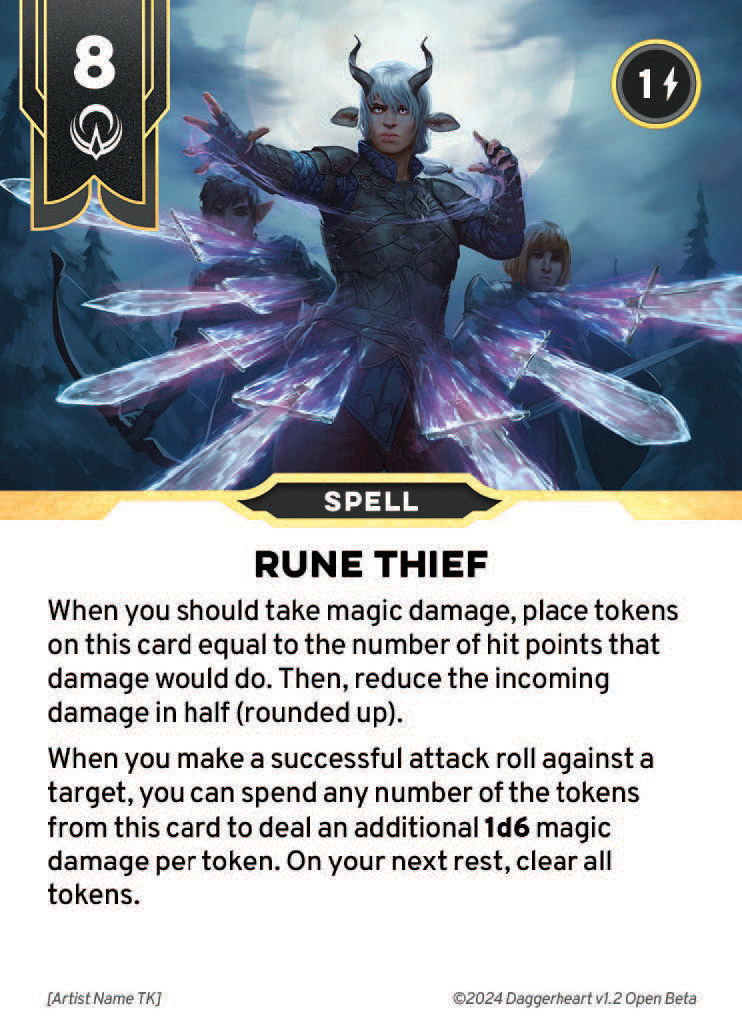 8
1
SPELL
RUNE THIEF
When you should take magic damage, place tokens
on this card equal to the number of hit points that
damage would do. Then, reduce the incoming
damage in half (rounded up).
When you make a successful attack roll against a
target, you can spend any number of the tokens
from this card to deal an additional 1d6 magic
damage per token. On your next rest, clear all
tokens.
[Artist Name TK]
©2024 Daggerheart v1.2 Open Beta